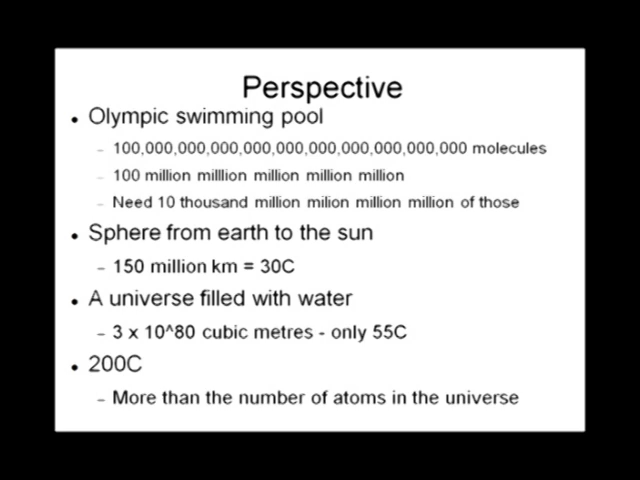 Perspective
• Olympic swimming pool
– 100,000,000,000,000,000,000,000,000,000,000 molecules
– 100 million milllion million million million
– Need 10 thousand million milion million million of those
• Sphere from earth to the sun
– 150 million km = 30C
• A universe filled with water
– 3 x 10^80 cubic metres - only 55C
• 200C
– More than the number of atoms in the universe